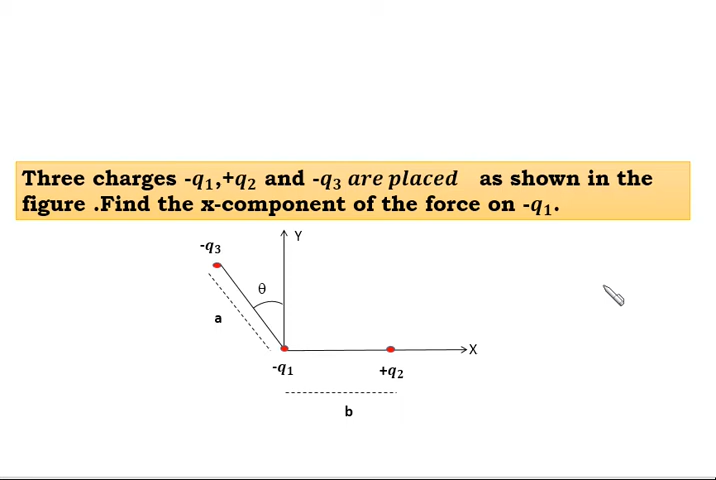 Three charges -q₁,+q₂ and -q₃ are placed as shown in the
figure .Find the x-component of the force on -q₁.
Y
-q₃
θ
a
X
-q₁
+q₂
b